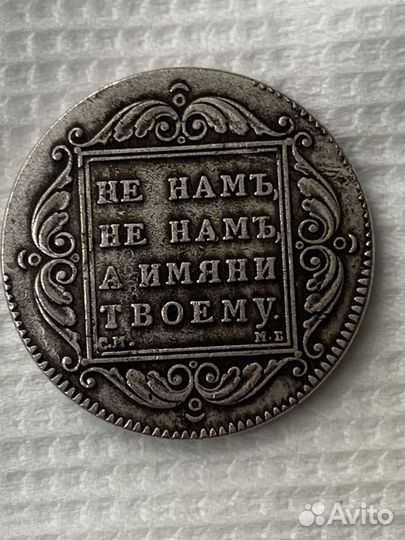 НЕ НАМЪ,
НЕ НАМЪ,
А ИМЯНИ
ТВОЕМУ.
С.М. М.Б
Avito